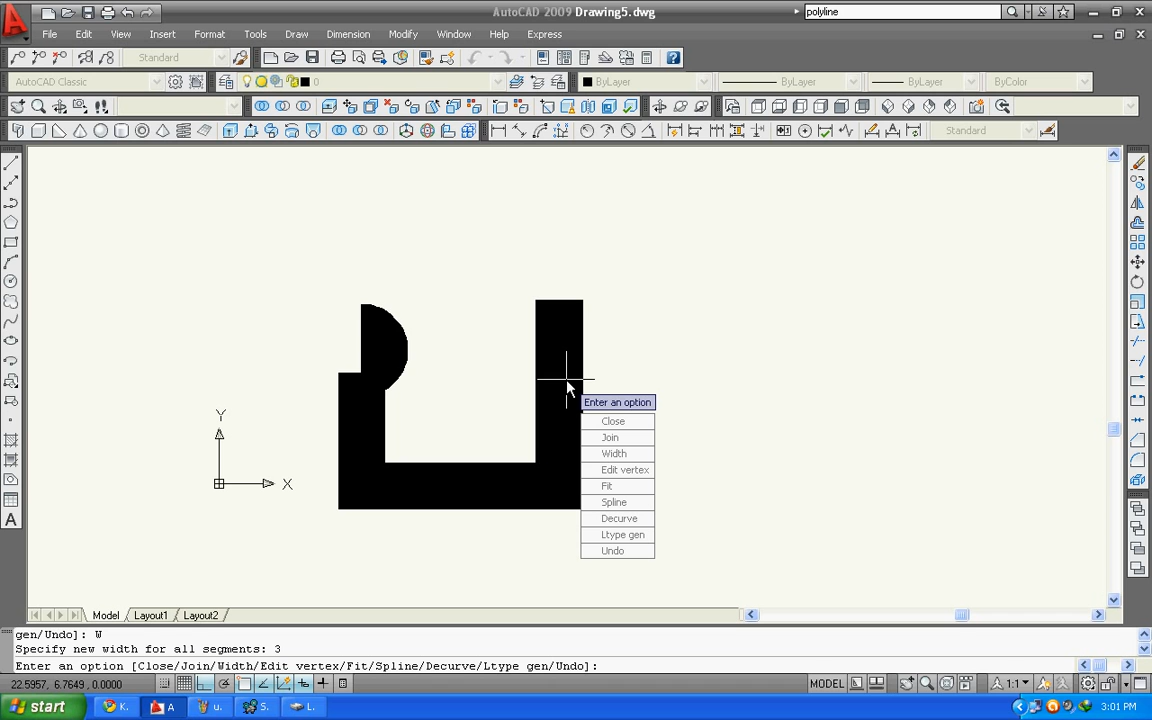 AutoCAD 2009 Drawing5.dwg
polyline
File Edit View Insert Format Tools Draw Dimension Modify Window Help Express
Standard
AutoCAD Classic
0
ByLayer
ByLayer
ByLayer
ByColor
Standard
Y
X
Enter an option
Close
Join
Width
Edit vertex
Fit
Spline
Decurve
Ltype gen
Undo
A
Model Layout1 Layout2
gen/Undo]: W
Specify new width for all segments: 3
Enter an option [Close/Join/Width/Edit vertex/Fit/Spline/Decurve/Ltype gen/Undo]:
22.5957, 6.7649, 0.0000
MODEL
1:1
start
K.
A
u.
S.
L.
3:01 PM